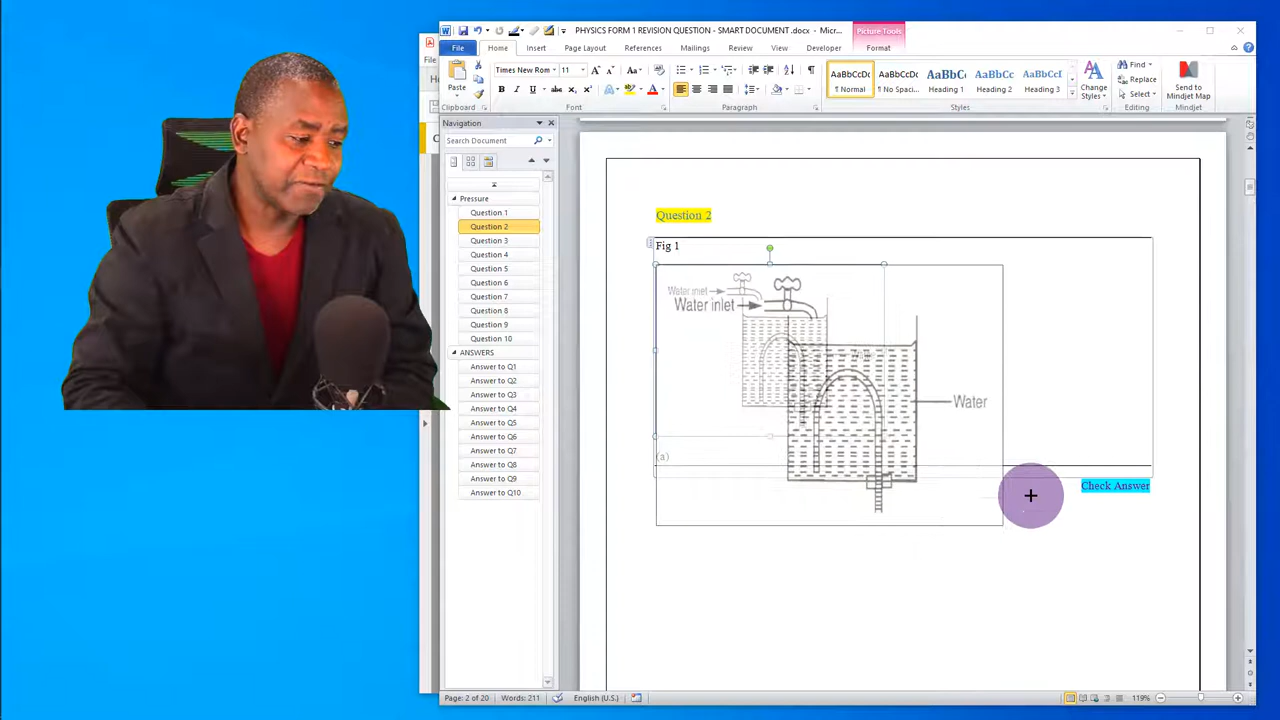 PHYSICS FORM 1 REVISION QUESTION - SMART DOCUMENT .docx - Micr...
Picture Tools
File Home Insert Page Layout References Mailings Review View Developer Format
Paste
Clipboard
Times New Rom 11
Font
Paragraph
AaBbCcDc AaBbCcDc AaBbC( AaBbCc AaBbCcI
¶ Normal ¶ No Spaci... Heading 1 Heading 2 Heading 3
Styles
Change Styles
Find
Replace
Select
Editing
Send to Mindjet Map
Mindjet
Navigation
Search Document
Pressure
Question 1
Question 2
Question 3
Question 4
Question 5
Question 6
Question 7
Question 8
Question 9
Question 10
ANSWERS
Answer to Q1
Answer to Q2
Answer to Q3
Answer to Q4
Answer to Q5
Answer to Q6
Answer to Q7
Answer to Q8
Answer to Q9
Answer to Q10
Question 2
Fig 1
Water inlet
Water inlet
Water
(a)
Check Answer
Page: 2 of 20 Words: 211 English (U.S.) 119%